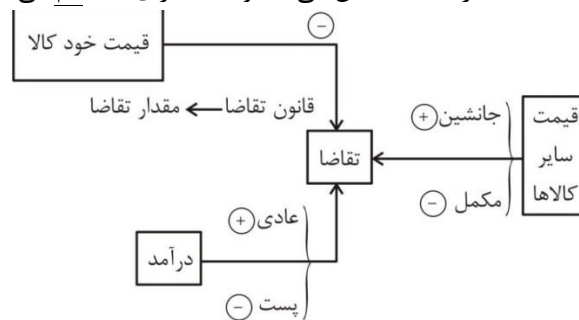 قیمت خود کالا
−
قانون تقاضا ← مقدار تقاضا
جانشین +
قیمت سایر کالاها
تقاضا
مکمل −
عادی +
درآمد
پست −